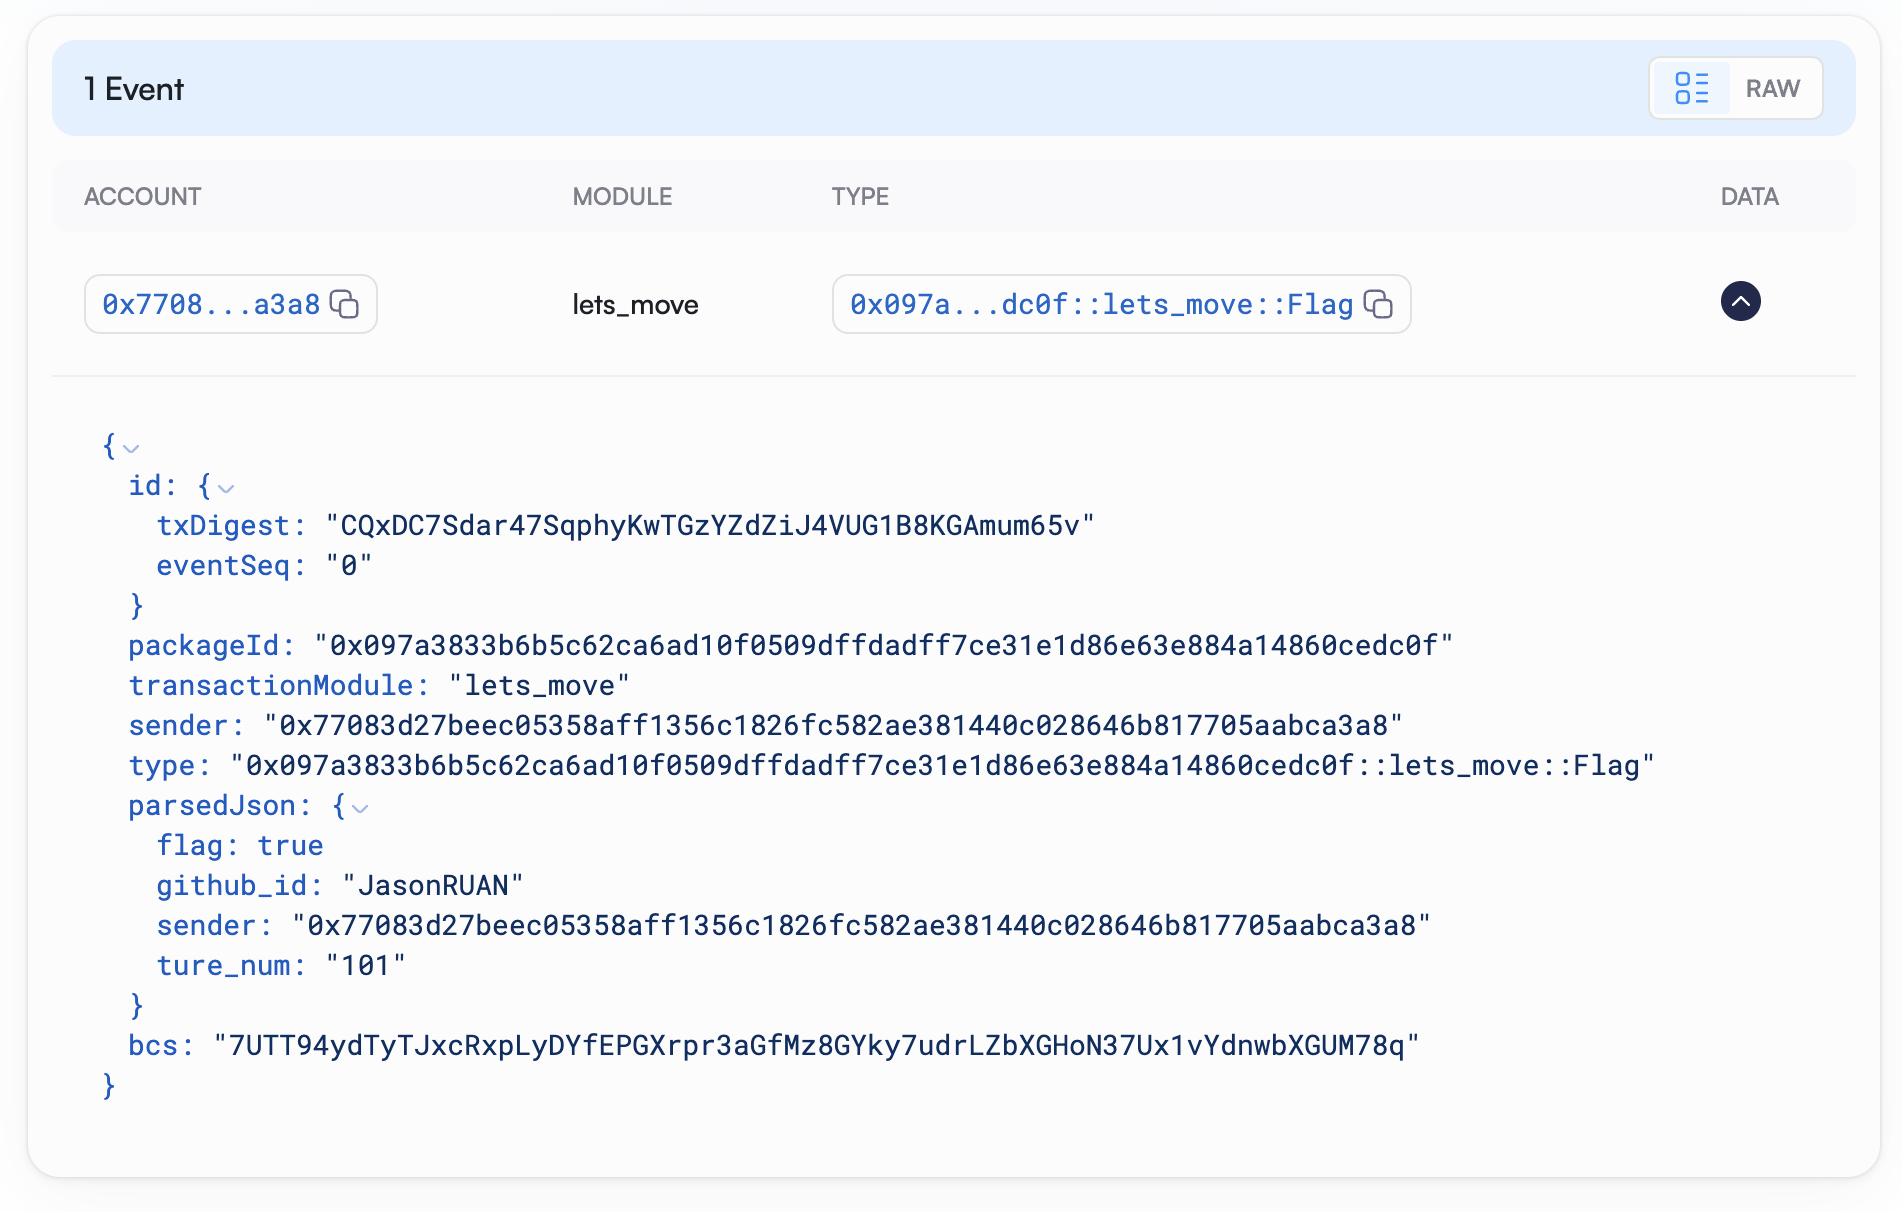 1 Event
RAW
ACCOUNT MODULE TYPE DATA
0x7708...a3a8 lets_move 0x097a...dc0f::lets_move::Flag
{
id: {
txDigest: "CQxDC7Sdar47SqphyKwTGzYZdZiJ4VUG1B8KGAmum65v"
eventSeq: "0"
}
packageId: "0x097a3833b6b5c62ca6ad10f0509dffdadff7ce31e1d86e63e884a14860cedc0f"
transactionModule: "lets_move"
sender: "0x77083d27beec05358aff1356c1826fc582ae381440c028646b817705aabca3a8"
type: "0x097a3833b6b5c62ca6ad10f0509dffdadff7ce31e1d86e63e884a14860cedc0f::lets_move::Flag"
parsedJson: {
flag: true
github_id: "JasonRUAN"
sender: "0x77083d27beec05358aff1356c1826fc582ae381440c028646b817705aabca3a8"
ture_num: "101"
}
bcs: "7UTT94ydTyTJxcRxpLyDYfEPGXrpr3aGfMz8GYky7udrLZbXGHoN37Ux1vYdnwbXGUM78q"
}